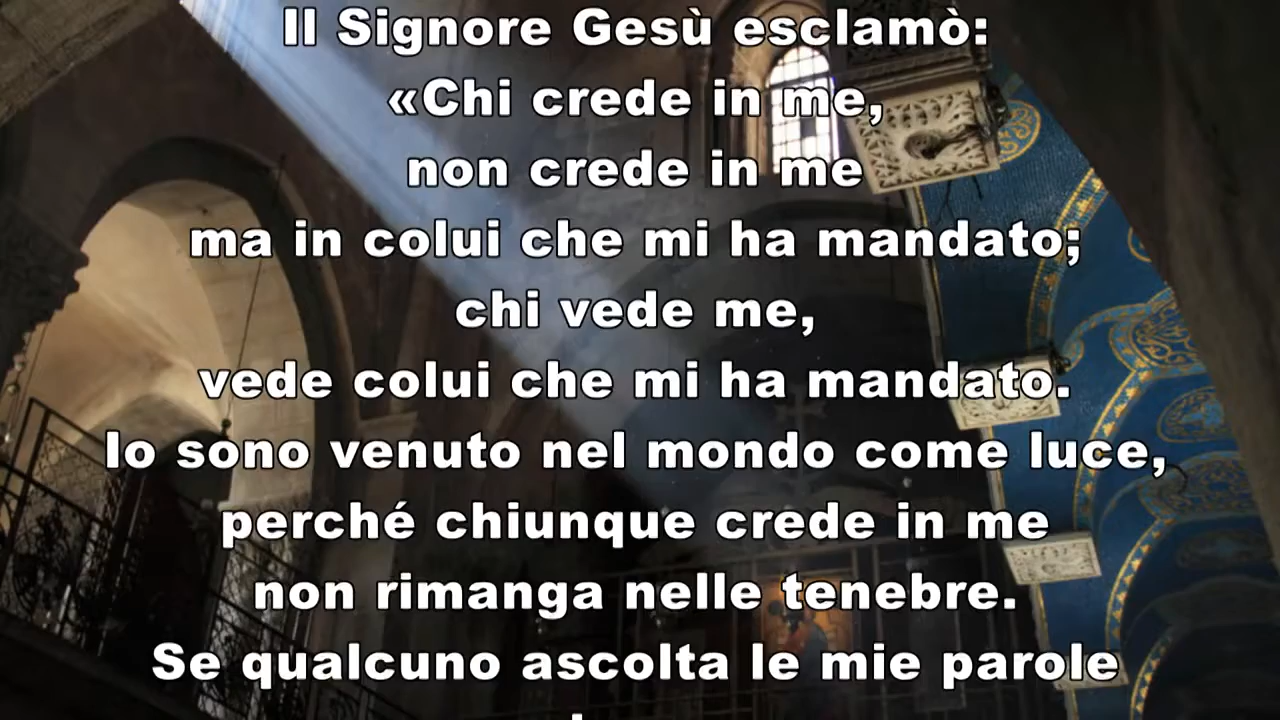 Il Signore Gesù esclamò:
«Chi crede in me,
non crede in me
ma in colui che mi ha mandato;
chi vede me,
vede colui che mi ha mandato.
Io sono venuto nel mondo come luce,
perché chiunque crede in me
non rimanga nelle tenebre.
Se qualcuno ascolta le mie parole